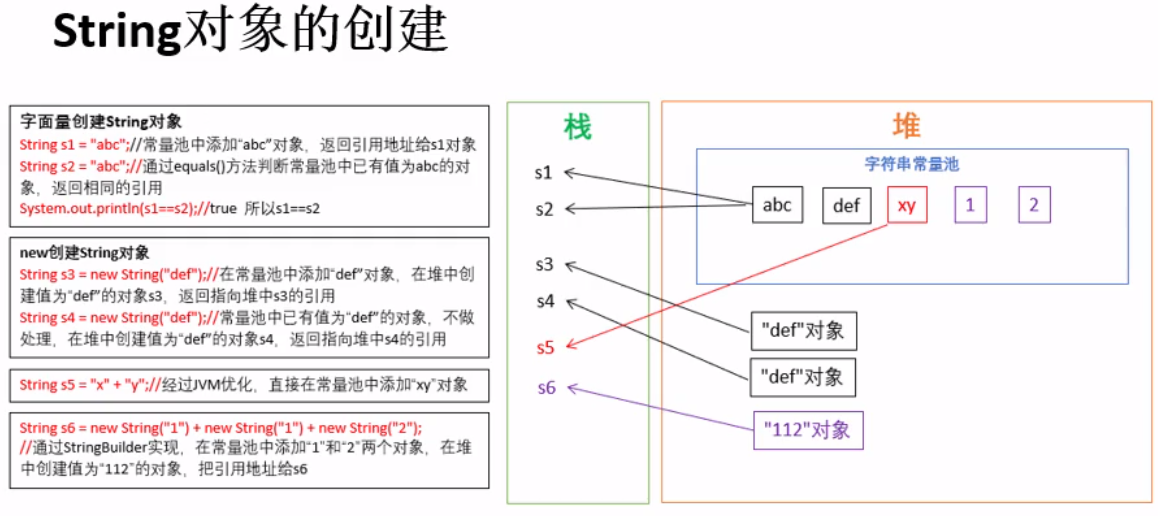 String对象的创建
字面量创建String对象
String s1 = "abc";//常量池中添加“abc”对象，返回引用地址给s1对象
String s2 = "abc";//通过equals()方法判断常量池中已有值为abc的对
象，返回相同的引用
System.out.println(s1==s2);//true 所以s1==s2
new创建String对象
String s3 = new String("def");//在常量池中添加“def”对象，在堆中创
建值为“def”的对象s3，返回指向堆中s3的引用
String s4 = new String("def");//常量池中已有值为“def”的对象，不做
处理，在堆中创建值为“def”的对象s4，返回指向堆中s4的引用
String s5 = "x" + "y";//经过JVM优化，直接在常量池中添加“xy”对象
String s6 = new String("1") + new String("1") + new String("2");
//通过StringBuilder实现，在常量池中添加“1”和“2”两个对象，在堆
中创建值为“112”的对象，把引用地址给s6
栈
s1
s2
s3
s4
s5
s6
堆
字符串常量池
abc
def
xy
1
2
"def"对象
"def"对象
"112"对象